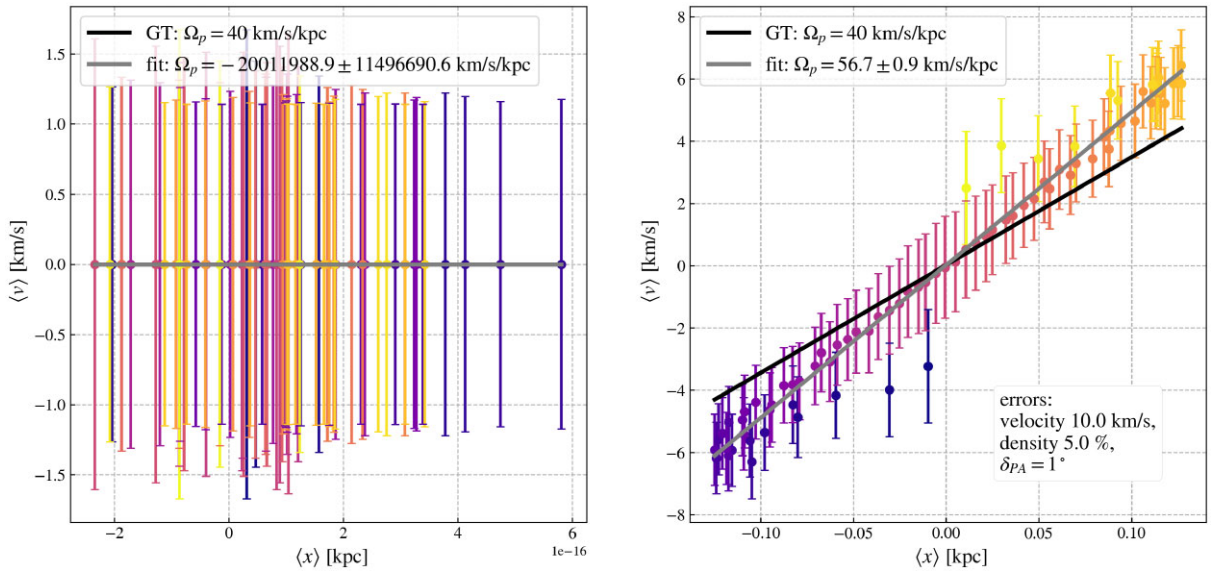 GT: Ω_p = 40 km/s/kpc
fit: Ω_p = −20011988.9 ± 11496690.6 km/s/kpc
1.5
1.0
0.5
0.0
−0.5
−1.0
−1.5
⟨v⟩ [km/s]
−2 0 2 4 6
1e−16
⟨x⟩ [kpc]
GT: Ω_p = 40 km/s/kpc
fit: Ω_p = 56.7 ± 0.9 km/s/kpc
8
6
4
2
0
−2
−4
−6
−8
⟨v⟩ [km/s]
errors:
velocity 10.0 km/s,
density 5.0 %,
δ_PA = 1°
−0.10 −0.05 0.00 0.05 0.10
⟨x⟩ [kpc]